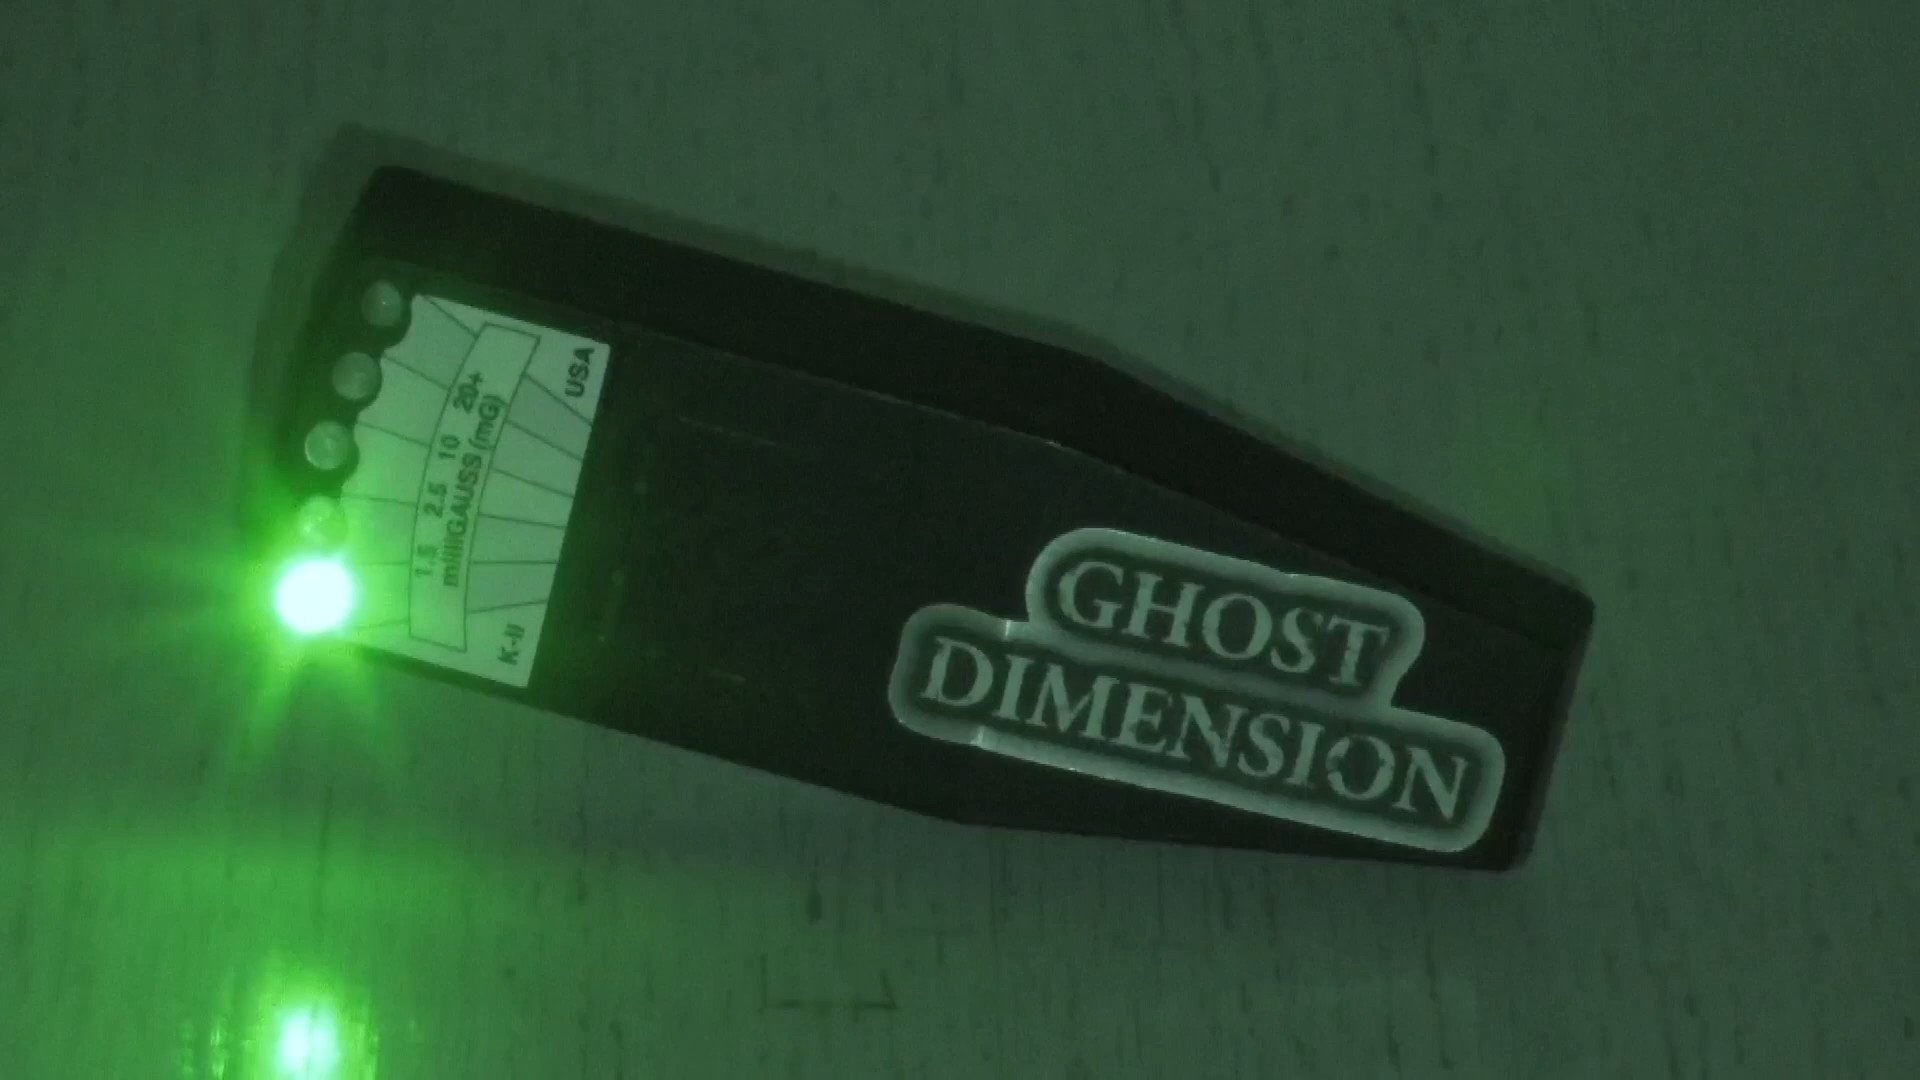 1.5 2.5 10 20+
milliGAUSS (mG)
K-II
USA
GHOST
DIMENSION